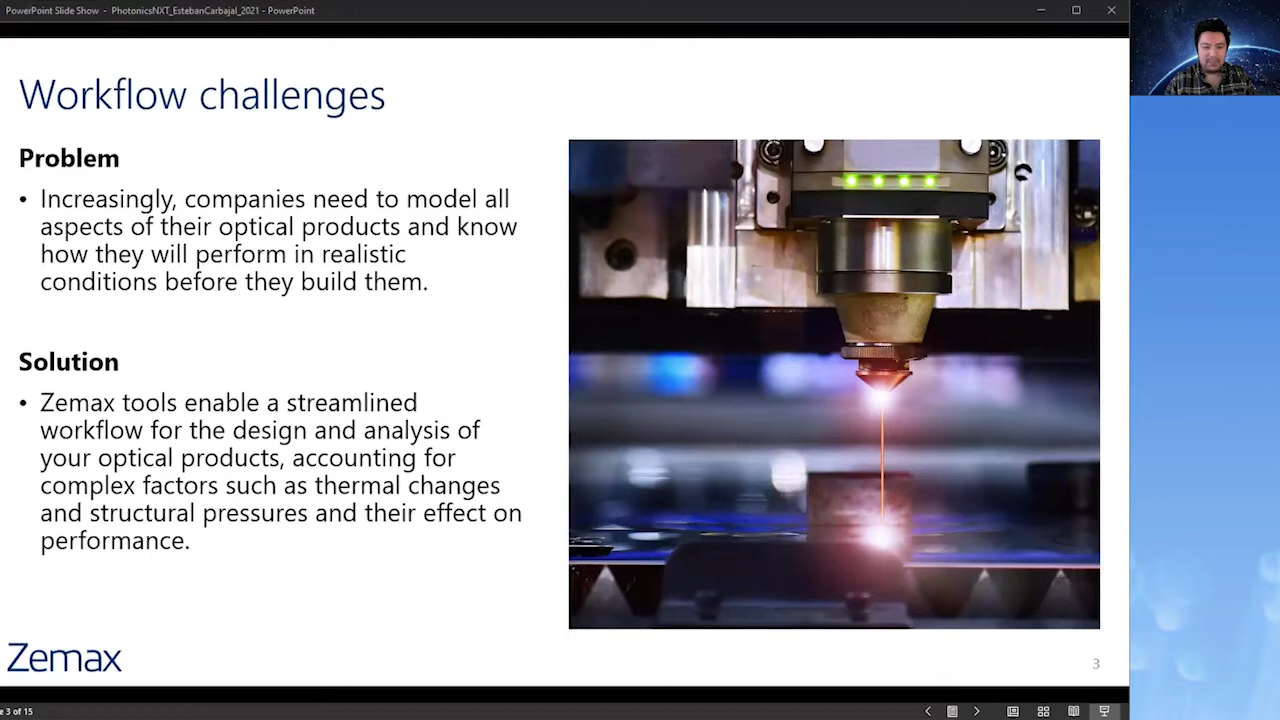 PowerPoint Slide Show - PhotonicsNXT_EstebanCarbajal_2021 - PowerPoint
Workflow challenges
Problem
• Increasingly, companies need to model all
aspects of their optical products and know
how they will perform in realistic
conditions before they build them.
Solution
• Zemax tools enable a streamlined
workflow for the design and analysis of
your optical products, accounting for
complex factors such as thermal changes
and structural pressures and their effect on
performance.
Zemax
3
e 3 of 15